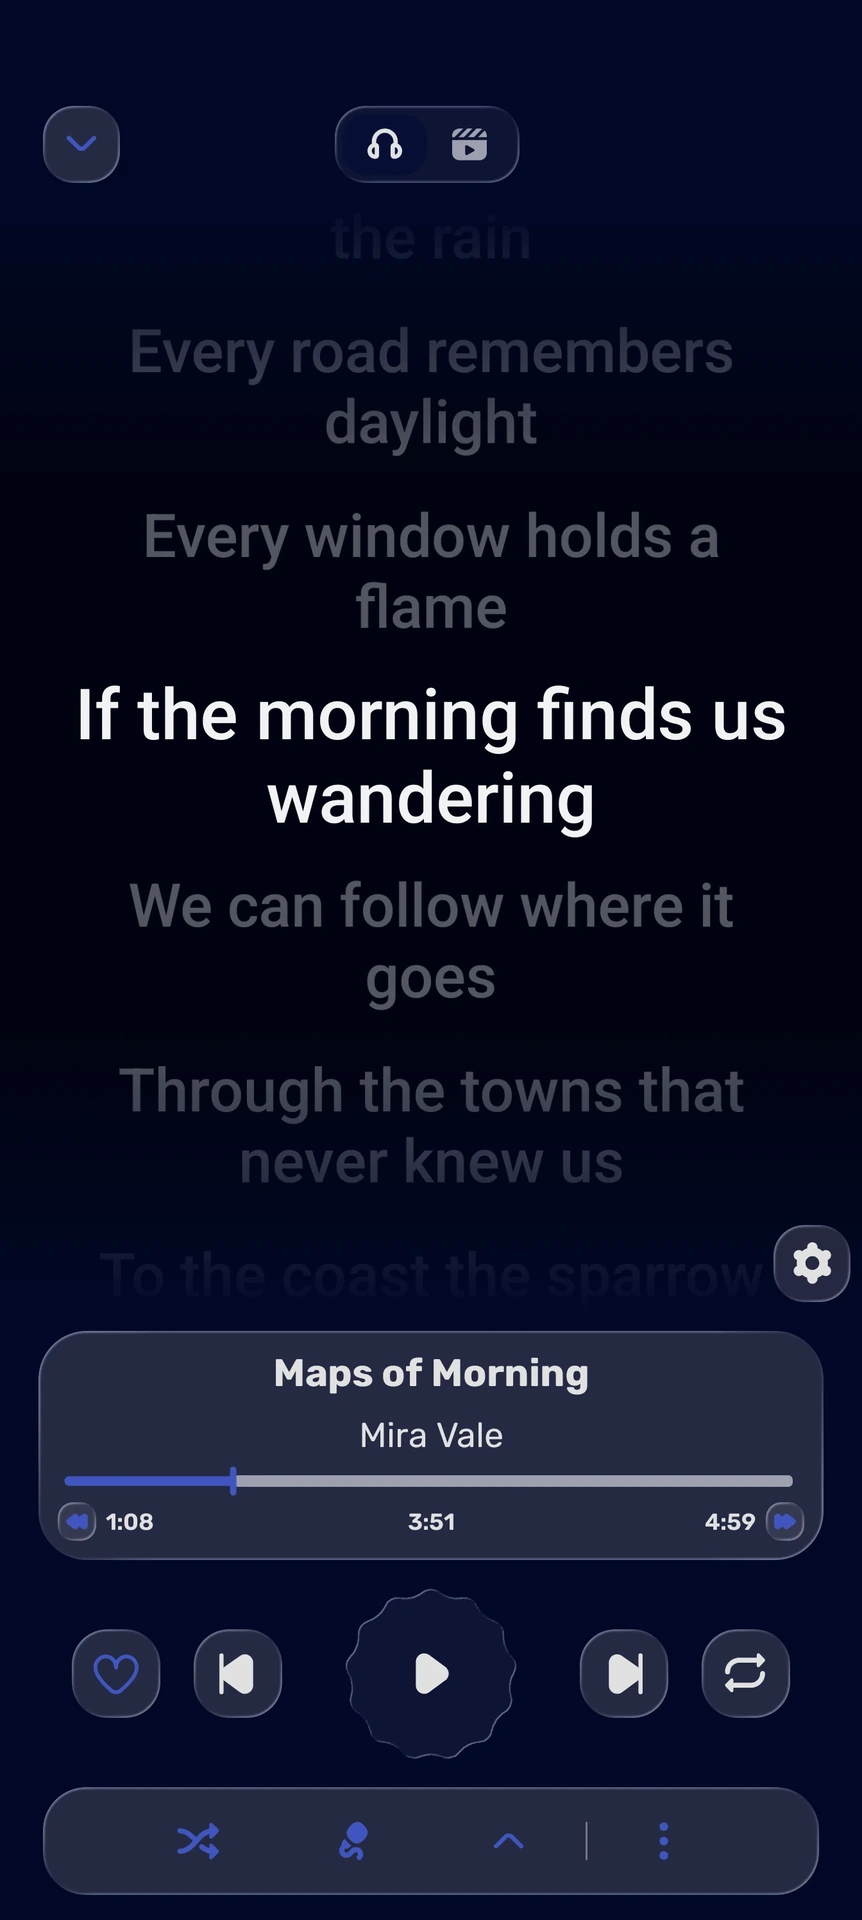 the rain
Every road remembers
daylight
Every window holds a
flame
If the morning finds us
wandering
We can follow where it
goes
Through the towns that
never knew us
To the coast the sparrow
Maps of Morning
Mira Vale
1:08 3:51 4:59